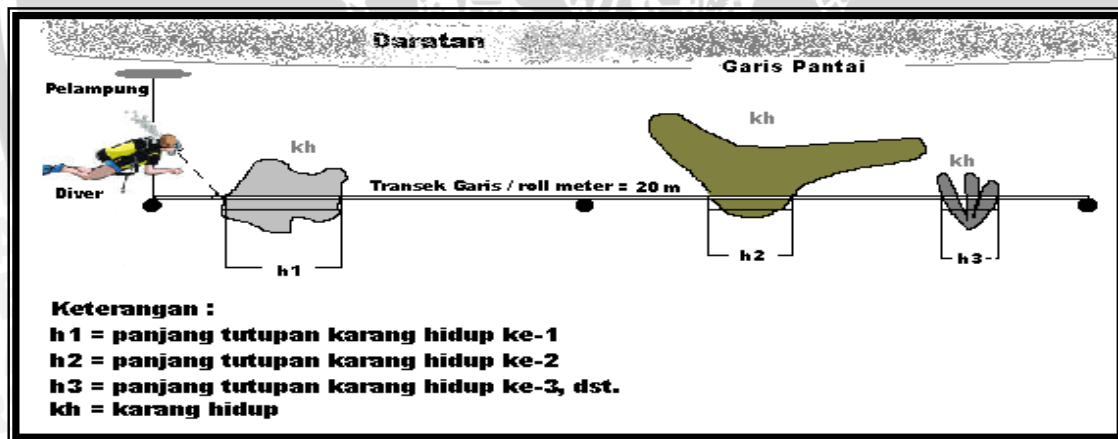 Daratan
Garis Pantai
Pelampung
kh
kh
kh
Diver
Transek Garis / roll meter = 20 m
h1
h2
h3
Keterangan :
h1 = panjang tutupan karang hidup ke-1
h2 = panjang tutupan karang hidup ke-2
h3 = panjang tutupan karang hidup ke-3, dst.
kh = karang hidup